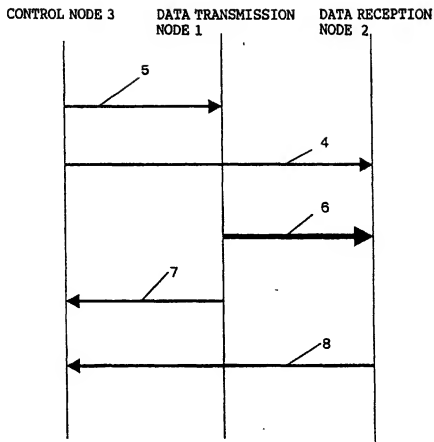 CONTROL NODE 3
DATA TRANSMISSION
NODE 1
DATA RECEPTION
NODE 2
5
4
6
7
8